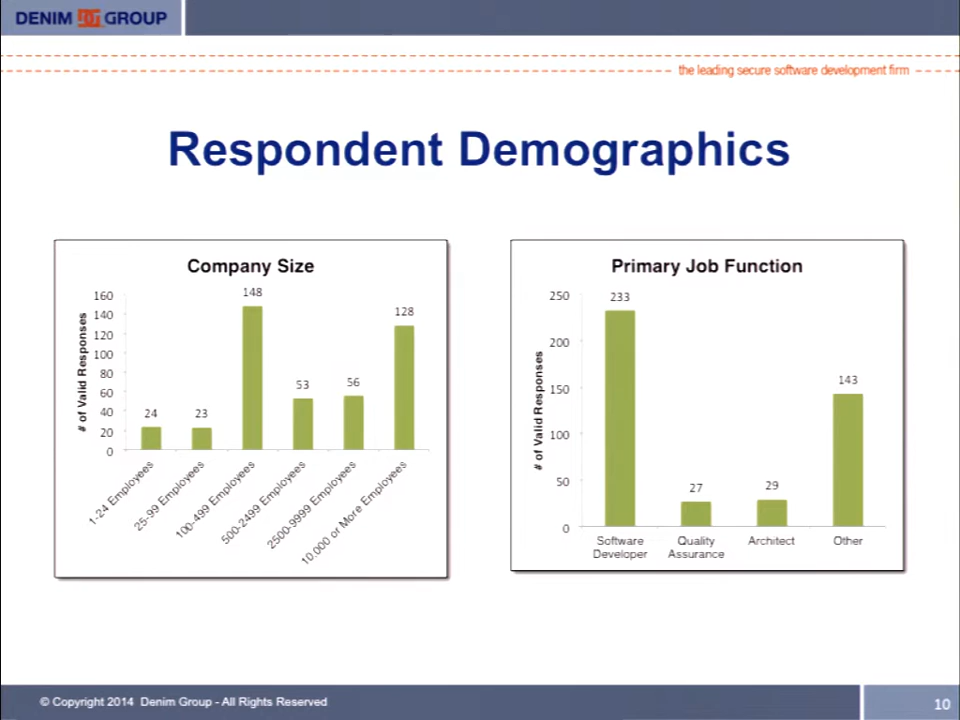 DENIM DG GROUP
the leading secure software development firm
Respondent Demographics
Company Size
# of Valid Responses
160
140
120
100
80
60
40
20
0
24
23
148
53
56
128
1-24 Employees
25-99 Employees
100-499 Employees
500-2499 Employees
2500-9999 Employees
10.000 or More Employees
Primary Job Function
# of Valid Responses
250
200
150
100
50
0
233
27
29
143
Software
Developer
Quality
Assurance
Architect
Other
© Copyright 2014 Denim Group - All Rights Reserved
10